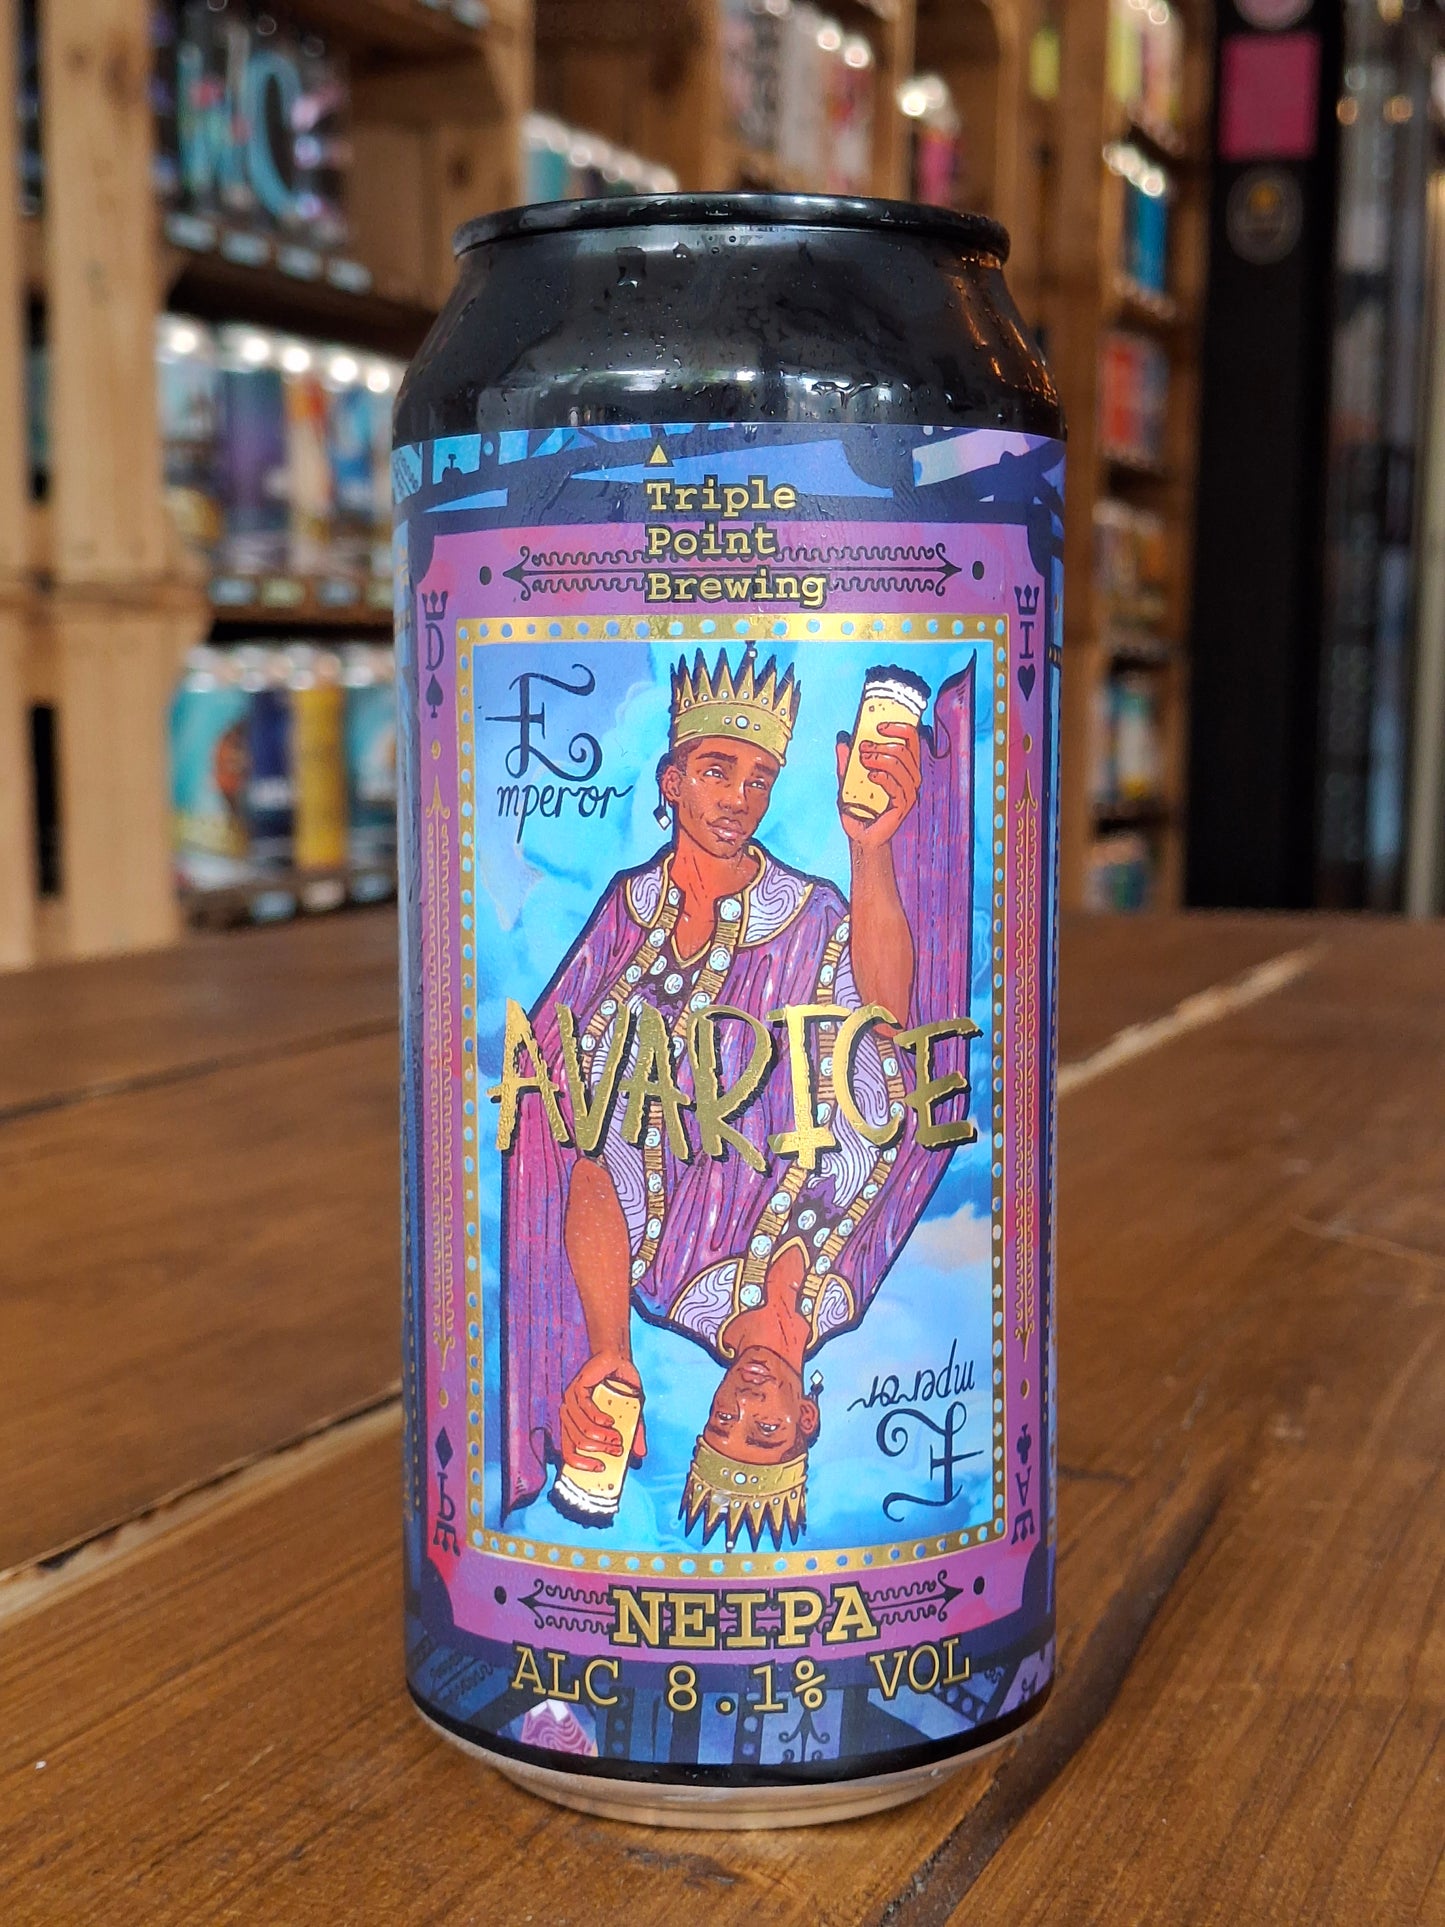 Triple
Point
Brewing
D
I
Emperor
AVARICE
Emperor
NEIPA
ALC 8.1% VOL